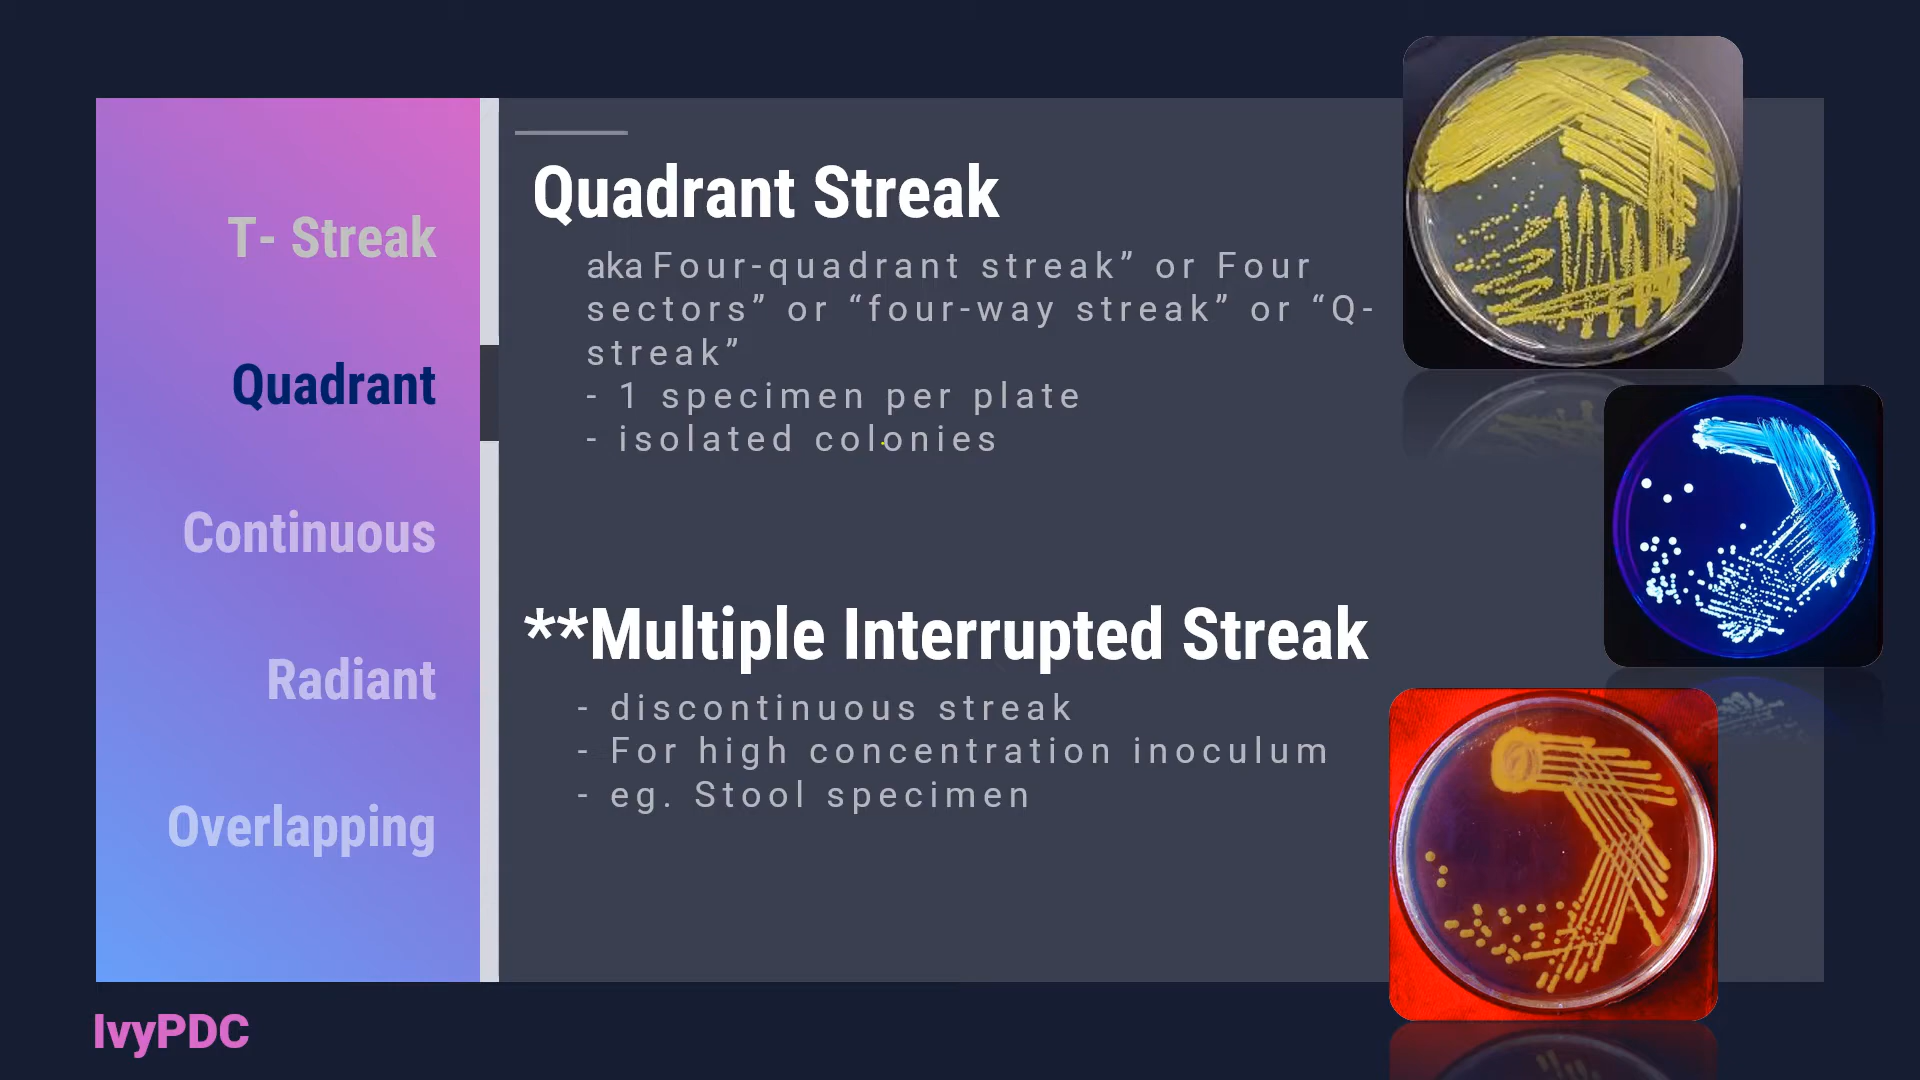 T- Streak
Quadrant
Continuous
Radiant
Overlapping
Quadrant Streak
aka Four-quadrant streak” or Four
sectors” or “four-way streak” or “Q-
streak”
- 1 specimen per plate
- isolated colonies
**Multiple Interrupted Streak
- discontinuous streak
- For high concentration inoculum
- eg. Stool specimen
IvyPDC